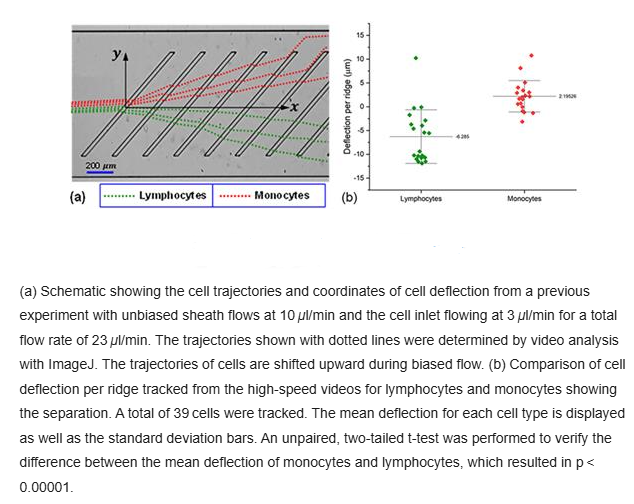 y
x
200 µm
(a) Lymphocytes Monocytes
Deflection per ridge (µm)
15
10
5
0
-5
-10
-15
-6.285
2.19526
Lymphocytes Monocytes
(b)
(a) Schematic showing the cell trajectories and coordinates of cell deflection from a previous
experiment with unbiased sheath flows at 10 µl/min and the cell inlet flowing at 3 µl/min for a total
flow rate of 23 µl/min. The trajectories shown with dotted lines were determined by video analysis
with ImageJ. The trajectories of cells are shifted upward during biased flow. (b) Comparison of cell
deflection per ridge tracked from the high-speed videos for lymphocytes and monocytes showing
the separation. A total of 39 cells were tracked. The mean deflection for each cell type is displayed
as well as the standard deviation bars. An unpaired, two-tailed t-test was performed to verify the
difference between the mean deflection of monocytes and lymphocytes, which resulted in p <
0.00001.